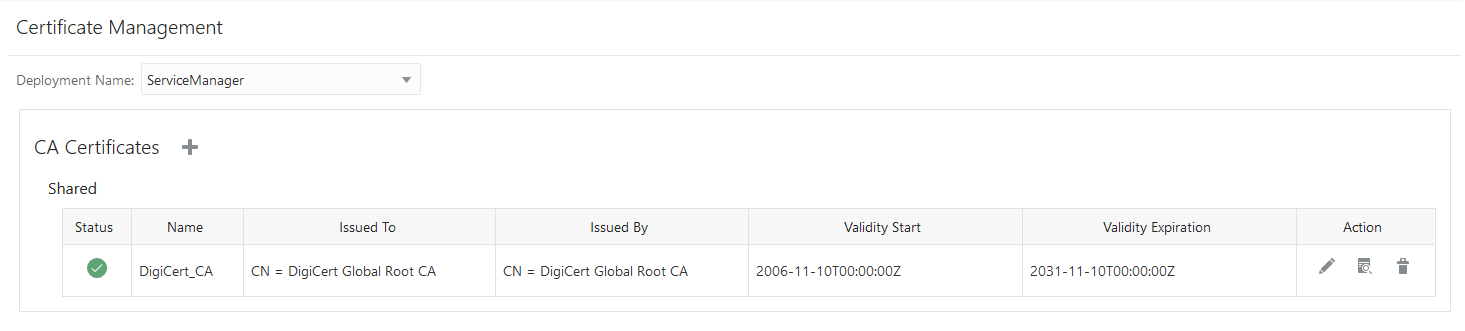 Certificate Management
Deployment Name: ServiceManager
CA Certificates
Shared
Status Name Issued To Issued By Validity Start Validity Expiration Action
DigiCert_CA CN = DigiCert Global Root CA CN = DigiCert Global Root CA 2006-11-10T00:00:00Z 2031-11-10T00:00:00Z